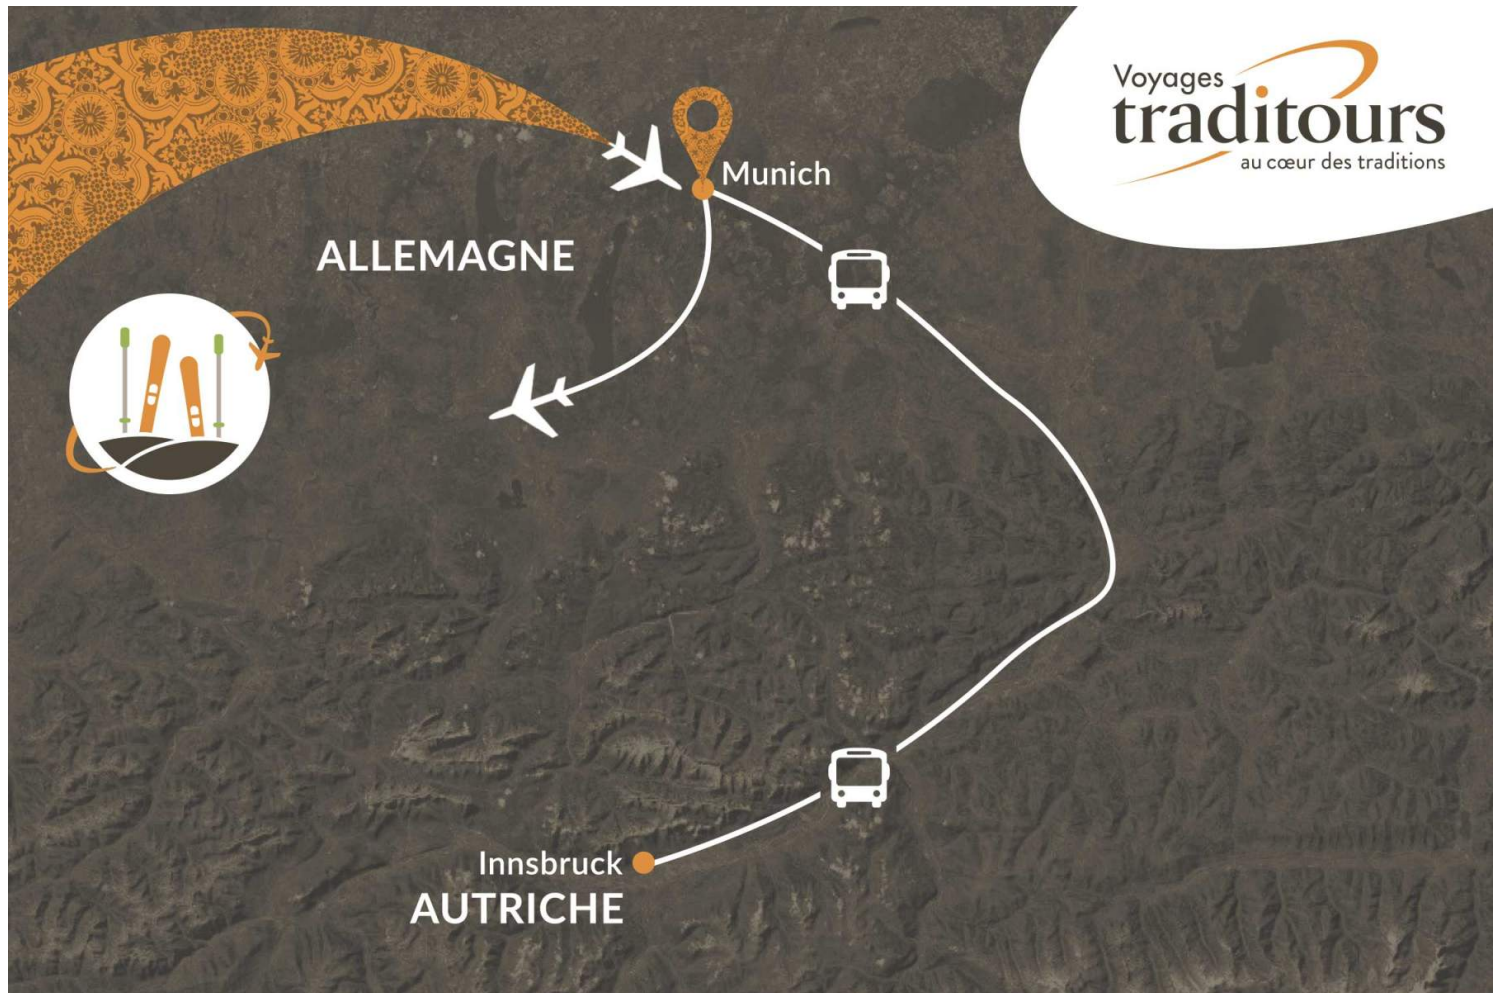 Voyages
traditours
au cœur des traditions
Munich
ALLEMAGNE
Innsbruck
AUTRICHE